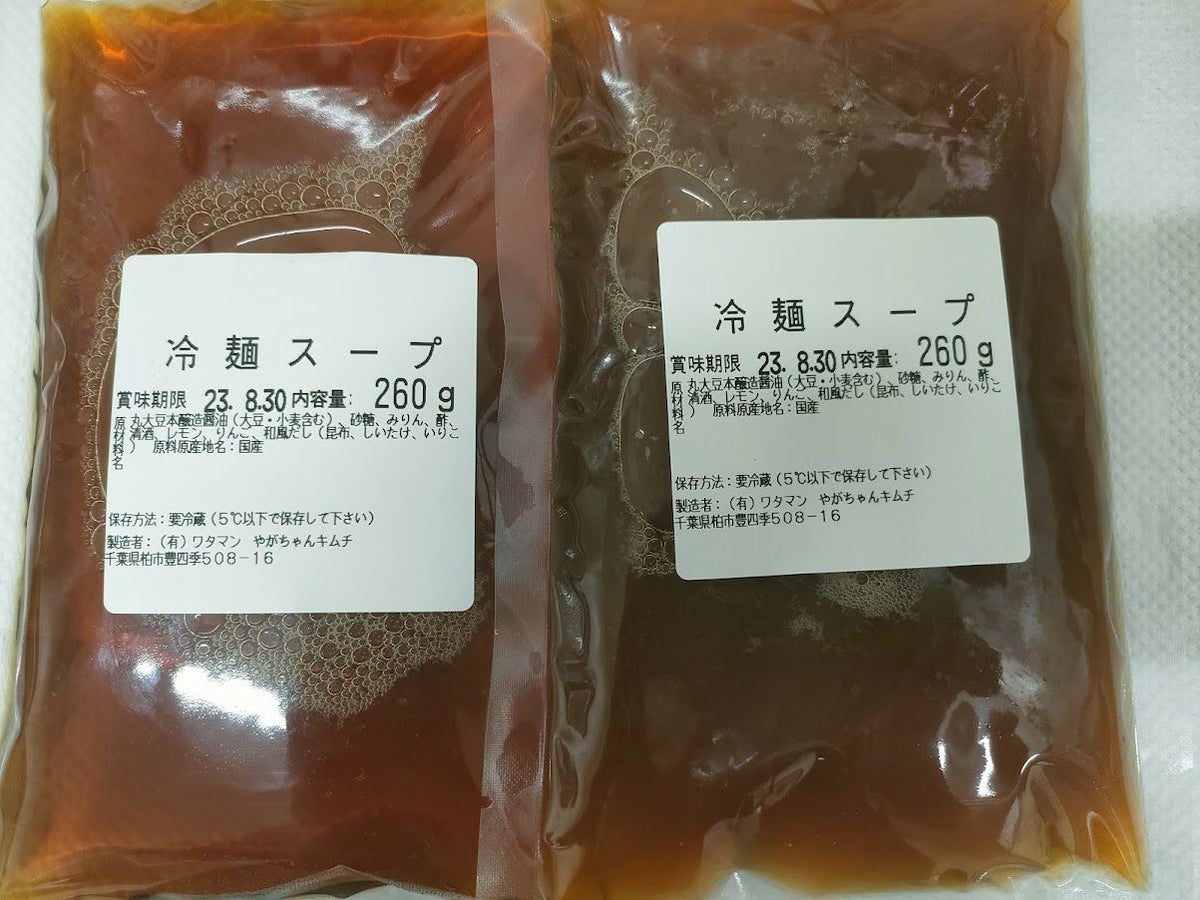 冷麺スープ
賞味期限 23. 8.30 内容量: 260g
原材料名
丸大豆本醸造醤油(大豆・小麦含む)、砂糖、みりん、酢、
清酒、レモン、りんご、和風だし(昆布、しいたけ、いりこ
) 原料原産地名:国産
保存方法:要冷蔵(5℃以下で保存して下さい)
製造者:(有)ワタマン やがちゃんキムチ
千葉県柏市豊四季508-16
冷麺スープ
賞味期限 23. 8.30 内容量: 260g
原材料名
丸大豆本醸造醤油(大豆・小麦含む)、砂糖、みりん、酢、
清酒、レモン、りんご、和風だし(昆布、しいたけ、いりこ
) 原料原産地名:国産
保存方法:要冷蔵(5℃以下で保存して下さい)
製造者:(有)ワタマン やがちゃんキムチ
千葉県柏市豊四季508-16